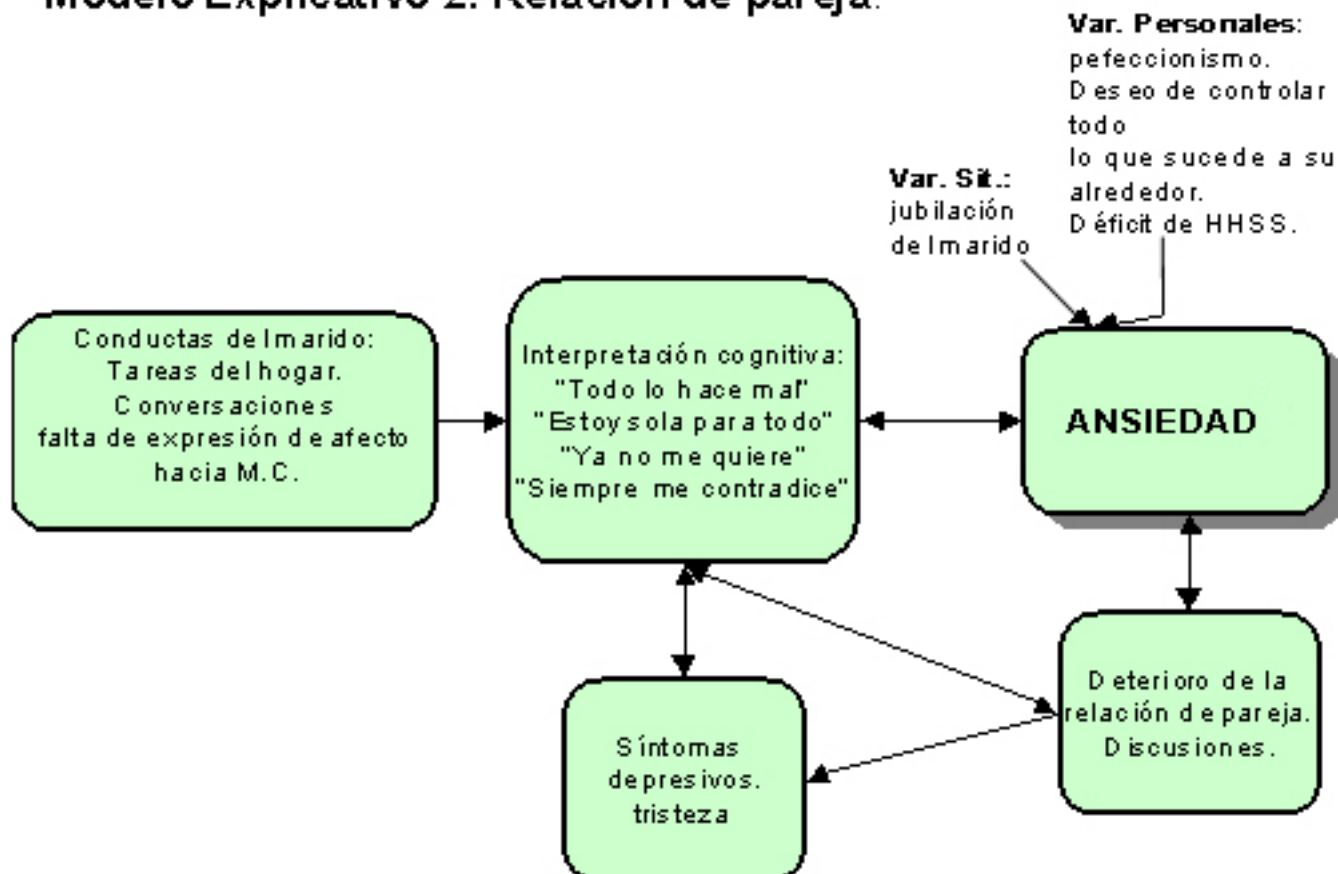 Modelo Explicativo 2: Relación de pareja.
Var. Personales:
pefeccionismo.
Deseo de controlar
todo
lo que sucede a su
alrededor.
Déficit de HHSS.
Var. Sit.:
jubilación
del marido
Conductas del marido:
Tareas del hogar.
Conversaciones
falta de expresión de afecto
hacia M.C.
Interpretación cognitiva:
"Todo lo hace mal"
"Estoy sola para todo"
"Ya no me quiere"
"Siempre me contradice"
ANSIEDAD
Síntomas
depresivos.
tristeza
Deterioro de la
relación de pareja.
Discusiones.